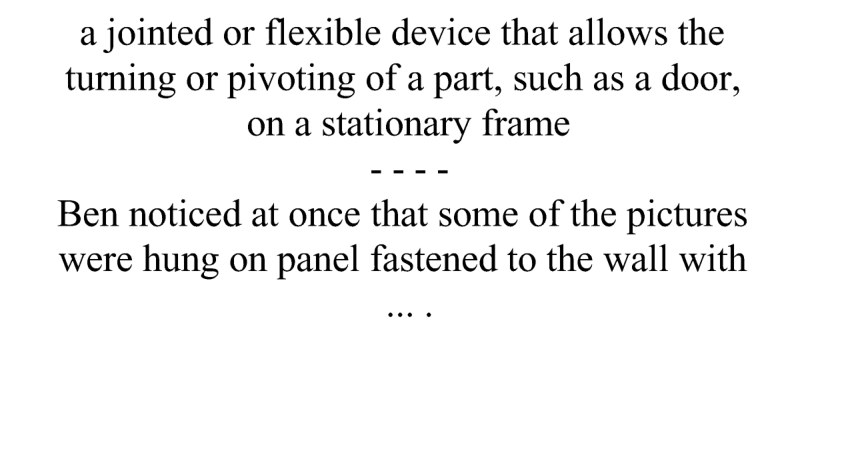 a jointed or flexible device that allows the
turning or pivoting of a part, such as a door,
on a stationary frame
- - - -
Ben noticed at once that some of the pictures
were hung on panel fastened to the wall with
... .